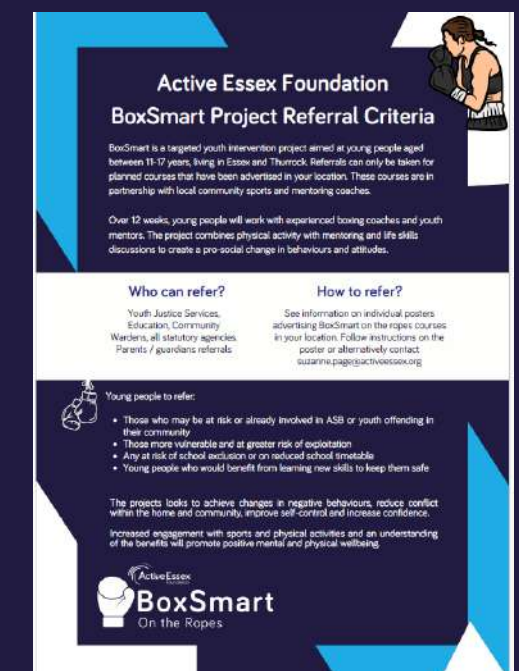 Active Essex Foundation
BoxSmart Project Referral Criteria
BoxSmart is a targeted youth intervention project aimed at young people aged
between 11-17 years, living in Essex and Thurrock. Referrals can only be taken for
planned courses that have been advertised in your location. These courses are in
partnership with local community sports and mentoring coaches.
Over 12 weeks, young people will work with experienced boxing coaches and youth
mentors. The project combines physical activity with mentoring and life skills
discussions to create a pro-social change in behaviours and attitudes.
Who can refer?
Youth Justice Services,
Education, Community
Wardens, all statutory agencies.
Parents / guardians referrals
How to refer?
See information on individual posters
advertising BoxSmart on the ropes courses
in your location. Follow instructions on the
poster or alternatively contact
suzanne.page@activeessex.org
Young people to refer:
• Those who may be at risk or already involved in ASB or youth offending in
their community
• Those more vulnerable and at greater risk of exploitation
• Any at risk of school exclusion or on reduced school timetable
• Young people who would benefit from learning new skills to keep them safe
The projects looks to achieve changes in negative behaviours, reduce conflict
within the home and community, improve self-control and increase confidence.
Increased engagement with sports and physical activities and an understanding
of the benefits will promote positive mental and physical wellbeing.
ActiveEssex
FOUNDATION
BoxSmart
On the Ropes